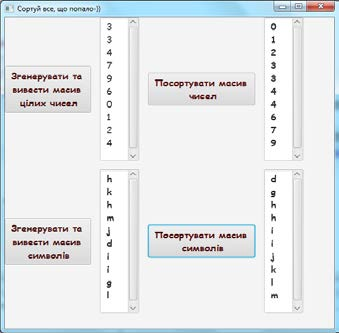 Сортуй все, що попало-))
Згенерувати та
вивести масив
цілих чисел
3
3
4
7
9
6
0
1
2
4
Посортувати масив
чисел
0
1
2
3
3
4
4
6
7
9
Згенерувати та
вивести масив
символів
h
k
h
m
j
d
i
i
g
l
Посортувати масив
символів
d
g
h
h
i
i
j
k
l
m